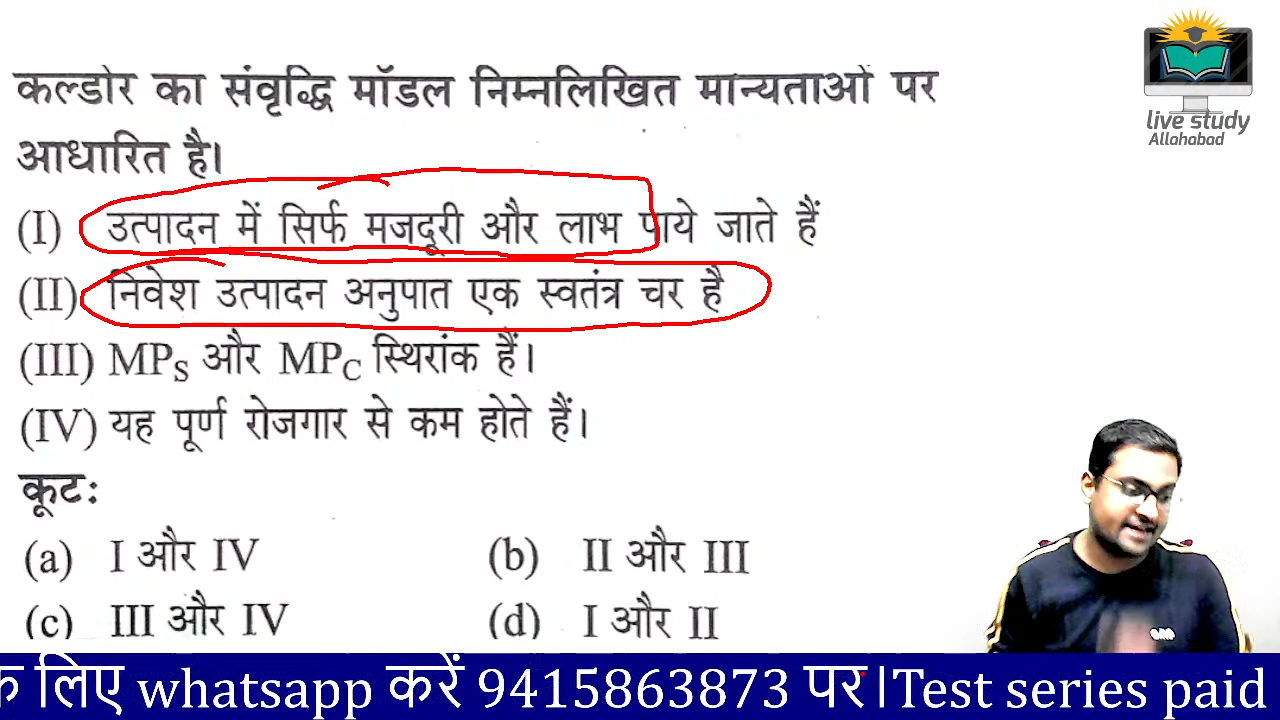 live study
Allahabad
कल्डोर का संवृद्धि मॉडल निम्नलिखित मान्यताओं पर
आधारित है।
(I) उत्पादन में सिर्फ मजदूरी और लाभ पाये जाते हैं
(II) निवेश उत्पादन अनुपात एक स्वतंत्र चर है
(III) MPS और MPC स्थिरांक हैं।
(IV) यह पूर्ण रोजगार से कम होते हैं।
कूटः
(a) I और IV (b) II और III
(c) III और IV (d) I और II
के लिए whatsapp करें 9415863873 पर।Test series paid